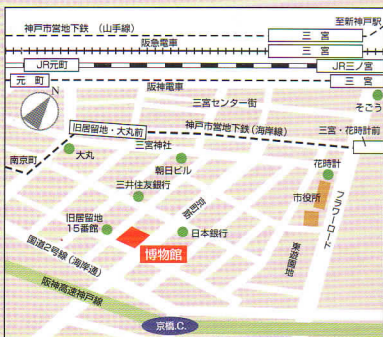 至新神戸駅
神戸市営地下鉄 (山手線)
三宮
阪急電車
三宮
JR元町
JR三ノ宮
元町
阪神電車
三宮
N
三宮センター街
そごう
旧居留地・大丸前
神戸市営地下鉄(海岸線)
三宮・花時計前
三宮神社
南京町
大丸
朝日ビル
花時計
三井住友銀行
市役所
フラワーロード
京町筋
旧居留地
15番館
日本銀行
博物館
東遊園地
国道2号線(海岸通)
阪神高速神戸線
京橋.C.